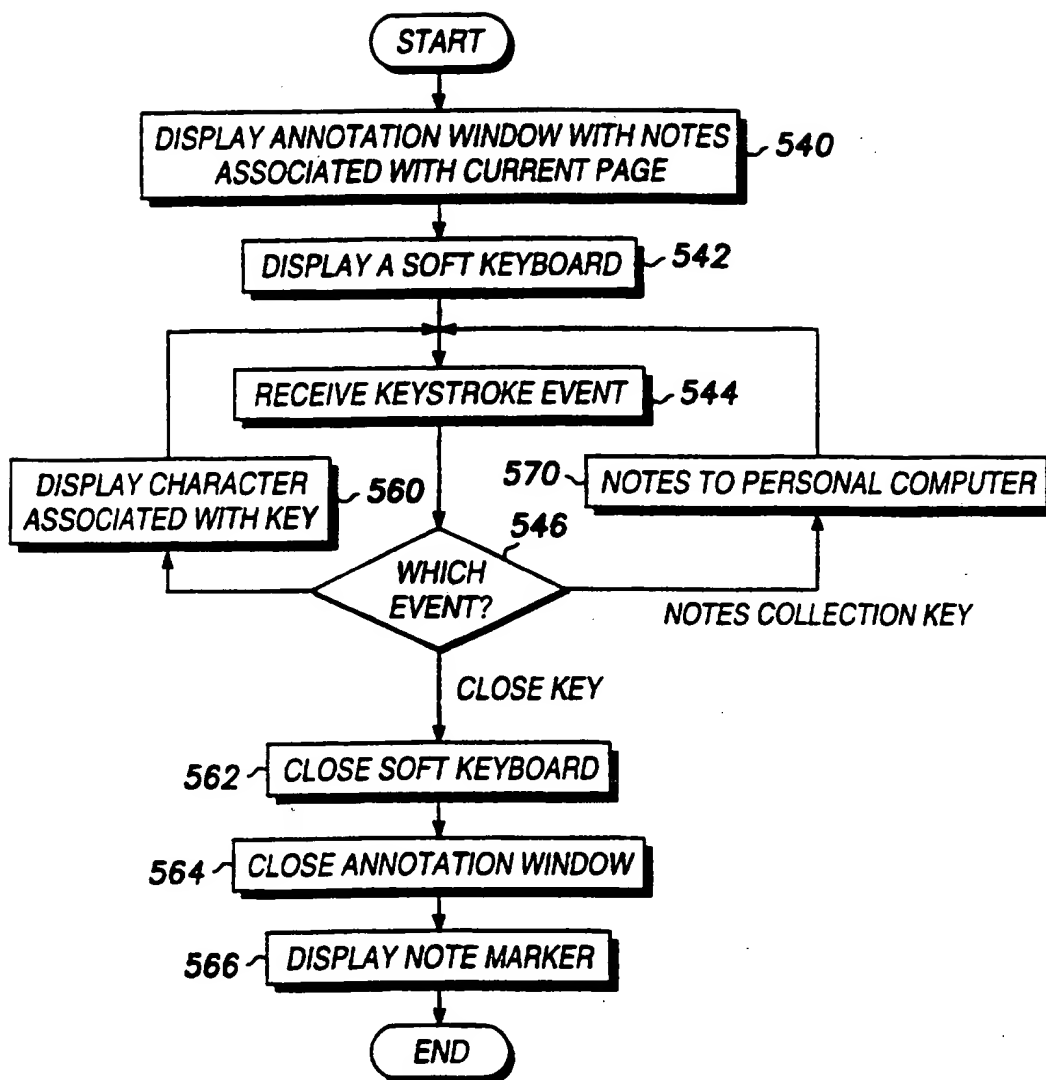 START
DISPLAY ANNOTATION WINDOW WITH NOTES
ASSOCIATED WITH CURRENT PAGE
540
DISPLAY A SOFT KEYBOARD
542
RECEIVE KEYSTROKE EVENT
544
DISPLAY CHARACTER
ASSOCIATED WITH KEY
560
570
NOTES TO PERSONAL COMPUTER
546
WHICH
EVENT?
NOTES COLLECTION KEY
CLOSE KEY
562
CLOSE SOFT KEYBOARD
564
CLOSE ANNOTATION WINDOW
566
DISPLAY NOTE MARKER
END